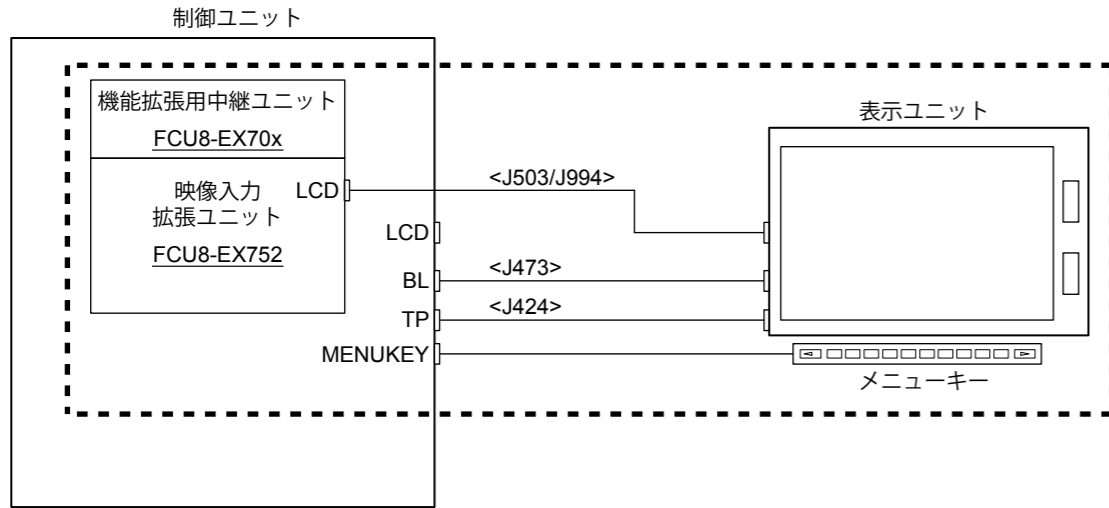 制御ユニット
機能拡張用中継ユニット
FCU8-EX70x
表示ユニット
映像入力
拡張ユニット
FCU8-EX752
LCD
<J503/J994>
LCD
BL
<J473>
TP
<J424>
MENUKEY
メニューキー